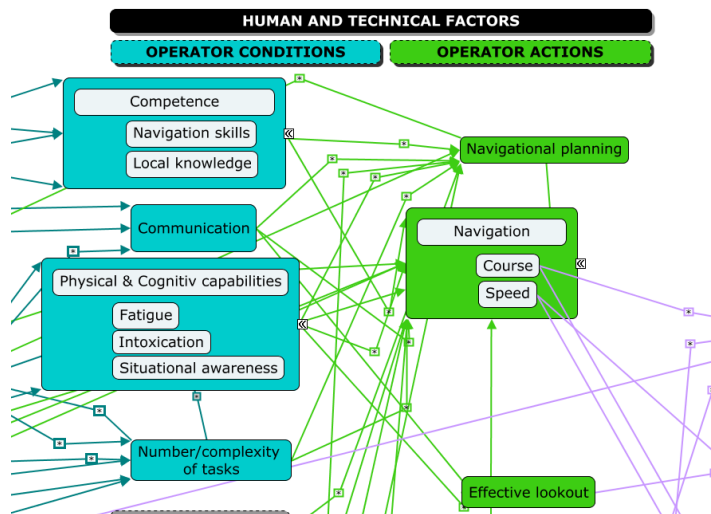 HUMAN AND TECHNICAL FACTORS
OPERATOR CONDITIONS
OPERATOR ACTIONS
Competence
Navigation skills
Local knowledge
Navigational planning
Communication
Navigation
Course
Speed
Physical & Cognitiv capabilities
Fatigue
Intoxication
Situational awareness
Number/complexity
of tasks
Effective lookout